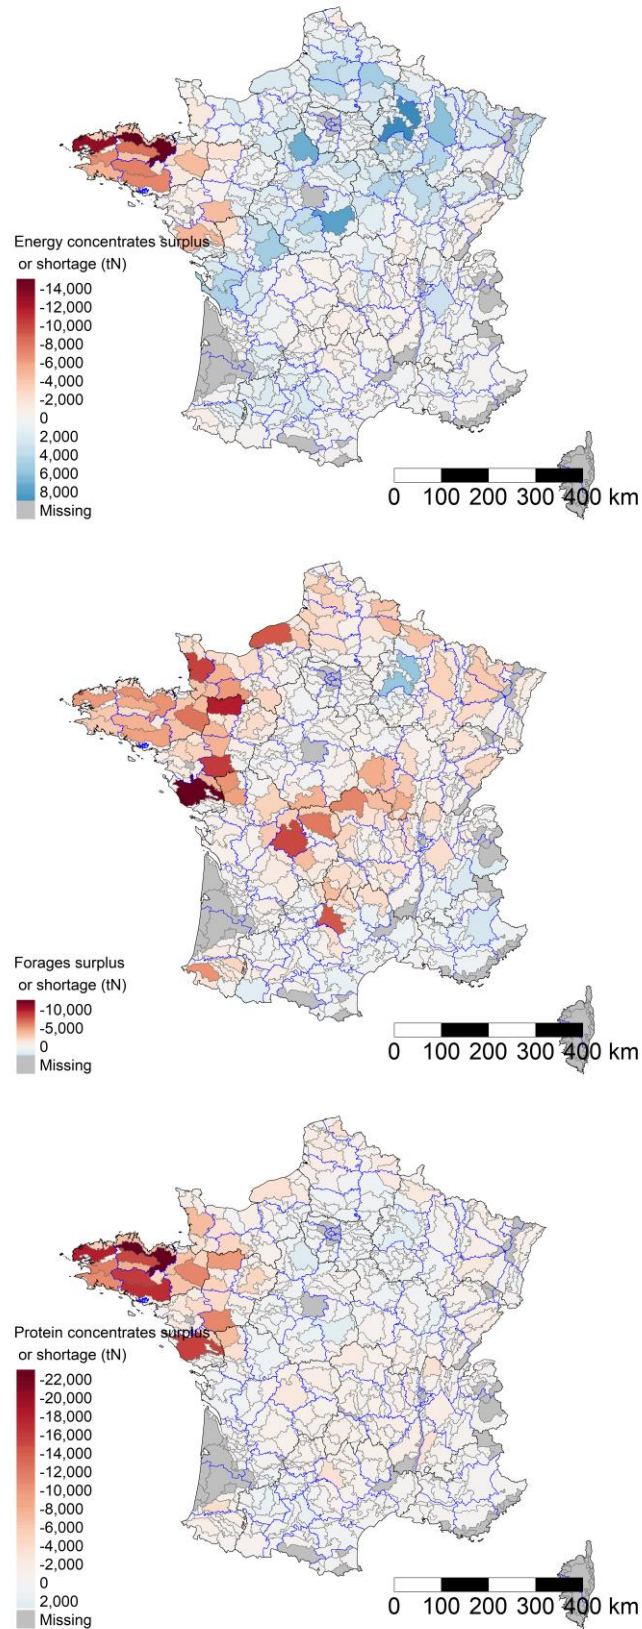 Energy concentrates surplus
or shortage (tN)
-14,000
-12,000
-10,000
-8,000
-6,000
-4,000
-2,000
0
2,000
4,000
6,000
8,000
Missing
0 100 200 300 400 km
Forages surplus
or shortage (tN)
-10,000
-5,000
0
Missing
0 100 200 300 400 km
Protein concentrates surplus
or shortage (tN)
-22,000
-20,000
-18,000
-16,000
-14,000
-12,000
-10,000
-8,000
-6,000
-4,000
-2,000
0
2,000
Missing
0 100 200 300 400 km